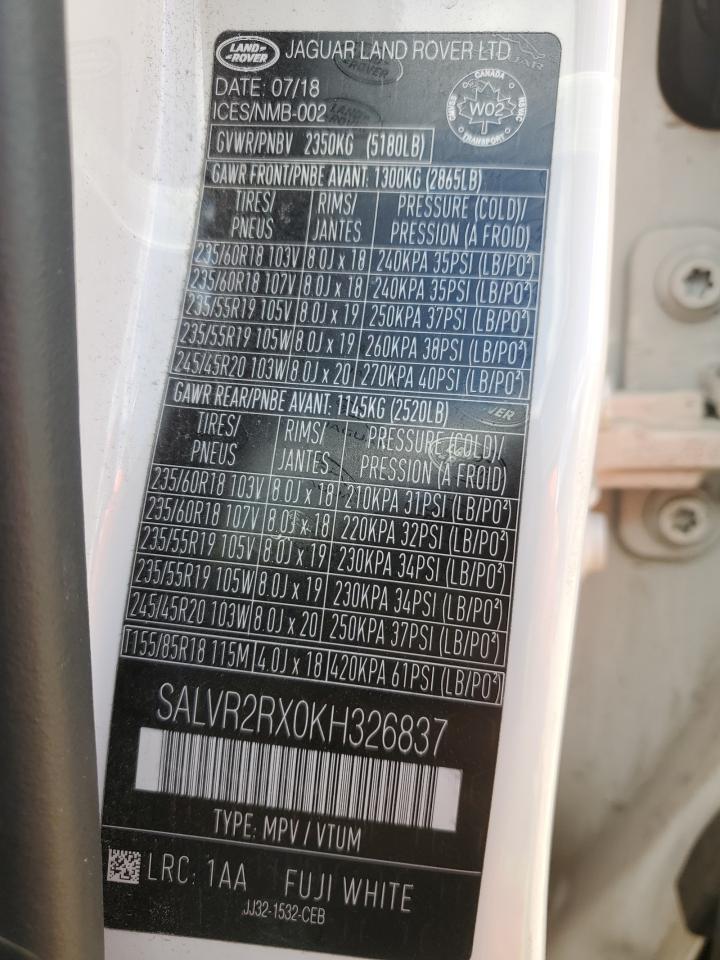 LAND ROVER JAGUAR LAND ROVER LTD
DATE: 07/18
ICES/NMB-002
CANADA
CMVSS W02 NSVAC
TRANSPORT
GVWR/PNBV 2350KG (5180LB)
GAWR FRONT/PNBE AVANT: 1300KG (2865LB)
TIRES/ RIMS/ PRESSURE (COLD)/
PNEUS JANTES PRESSION (A FROID)
235/60R18 103V 8.0J x 18 240KPA 35PSI (LB/PO²)
235/60R18 107V 8.0J x 18 240KPA 35PSI (LB/PO²)
235/55R19 105V 8.0J x 19 250KPA 37PSI (LB/PO²)
235/55R19 105W 8.0J x 19 260KPA 38PSI (LB/PO²)
245/45R20 103W 8.0J x 20 270KPA 40PSI (LB/PO²)
GAWR REAR/PNBE AVANT: 1145KG (2520LB)
TIRES/ RIMS/ PRESSURE (COLD)/
PNEUS JANTES PRESSION (A FROID)
235/60R18 103V 8.0J x 18 210KPA 31PSI (LB/PO²)
235/60R18 107V 8.0J x 18 220KPA 32PSI (LB/PO²)
235/55R19 105V 8.0J x 19 230KPA 34PSI (LB/PO²)
235/55R19 105W 8.0J x 19 230KPA 34PSI (LB/PO²)
245/45R20 103W 8.0J x 20 250KPA 37PSI (LB/PO²)
T155/85R18 115M 4.0J x 18 420KPA 61PSI (LB/PO²)
SALVR2RX0KH326837
TYPE: MPV / VTUM
LRC: 1AA FUJI WHITE
JJ32-1532-CEB